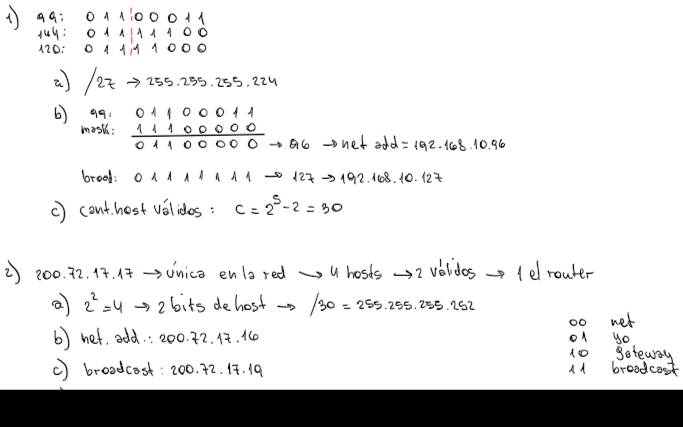 1) 99: 0 1 1 0 0 0 1 1
144: 0 1 1 1 1 1 0 0
120: 0 1 1 1 1 0 0 0
a) /27 → 255.255.255.224
b) 99: 0 1 1 0 0 0 1 1
mask: 1 1 1 0 0 0 0 0
0 1 1 0 0 0 0 0 → 96 → net add = 192.168.10.96
broad: 0 1 1 1 1 1 1 1 → 127 → 192.168.10.127
c) cant.host válidos : C = 2^5 - 2 = 30
2) 200.72.17.17 → única en la red → 4 hosts → 2 válidos → 1 el router
a) 2^2 = 4 → 2 bits de host → /30 = 255.255.255.252
b) net. add.: 200.72.17.16
c) broadcast : 200.72.17.19
00 net
01 yo
10 gateway
11 broadcast